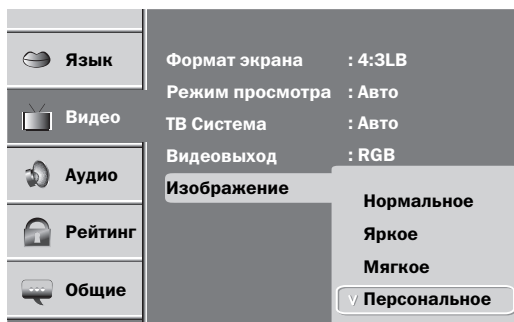 Язык
Видео
Аудио
Рейтинг
Общие
Формат экрана : 4:3LB
Режим просмотра : Авто
ТВ Система : Авто
Видеовыход : RGB
Изображение
Нормальное
Яркое
Мягкое
√ Персональное